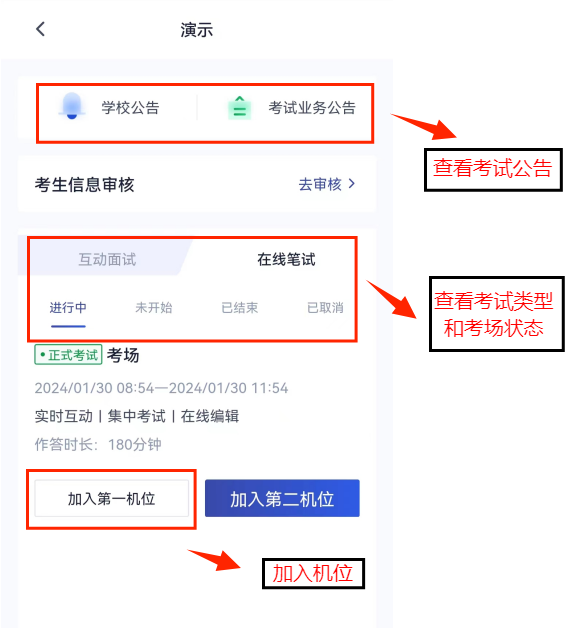 演示
学校公告 考试业务公告
查看考试公告
考生信息审核 去审核
互动面试 在线笔试
进行中 未开始 已结束 已取消
查看考试类型
和考场状态
正式考试 考场
2024/01/30 08:54—2024/01/30 11:54
实时互动 | 集中考试 | 在线编辑
作答时长：180分钟
加入第一机位 加入第二机位
加入机位